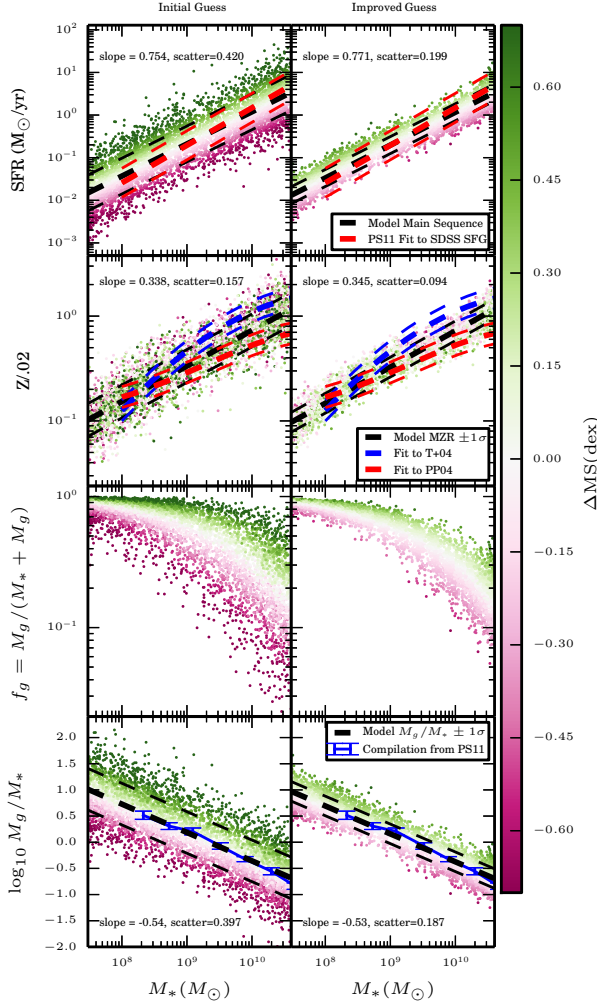 Initial Guess
Improved Guess
slope = 0.754, scatter=0.420
slope = 0.771, scatter=0.199
SFR (M⊙/yr)
10²
10¹
10⁰
10⁻¹
10⁻²
10⁻³
Model Main Sequence
PS11 Fit to SDSS SFG
slope = 0.338, scatter=0.157
slope = 0.345, scatter=0.094
Z/.02
10⁰
10⁻¹
Model MZR ±1σ
Fit to T+04
Fit to PP04
f_g = M_g/(M_* + M_g)
10⁰
10⁻¹
log₁₀ M_g/M_*
2.0
1.5
1.0
0.5
0.0
−0.5
−1.0
−1.5
−2.0
Model M_g/M_* ± 1σ
Compilation from PS11
slope = -0.54, scatter=0.397
slope = -0.53, scatter=0.187
10⁸
10⁹
10¹⁰
10⁸
10⁹
10¹⁰
M_*(M⊙)
M_*(M⊙)
0.60
0.45
0.30
0.15
0.00
−0.15
−0.30
−0.45
−0.60
ΔMS(dex)